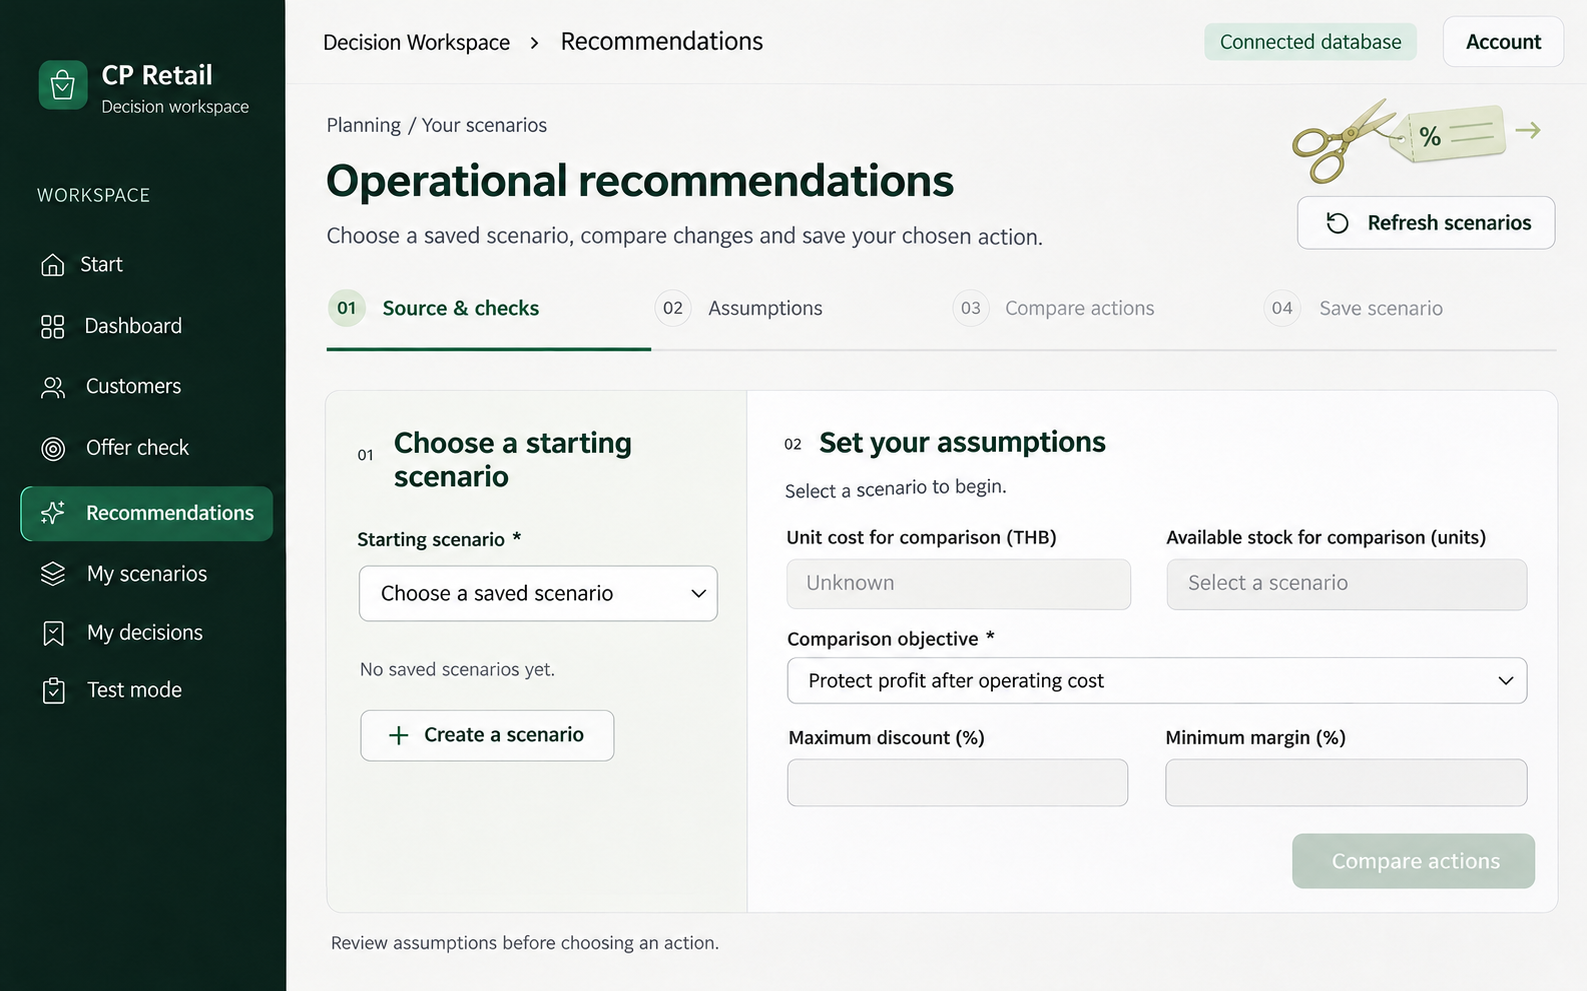 CP Retail
Decision workspace
WORKSPACE
Start
Dashboard
Customers
Offer check
Recommendations
My scenarios
My decisions
Test mode
Decision Workspace › Recommendations
Connected database
Account
Planning / Your scenarios
Operational recommendations
Choose a saved scenario, compare changes and save your chosen action.
%
Refresh scenarios
01 Source & checks
02 Assumptions
03 Compare actions
04 Save scenario
01 Choose a starting
scenario
Starting scenario *
Choose a saved scenario
No saved scenarios yet.
+ Create a scenario
02 Set your assumptions
Select a scenario to begin.
Unit cost for comparison (THB)
Unknown
Available stock for comparison (units)
Select a scenario
Comparison objective *
Protect profit after operating cost
Maximum discount (%)
Minimum margin (%)
Compare actions
Review assumptions before choosing an action.